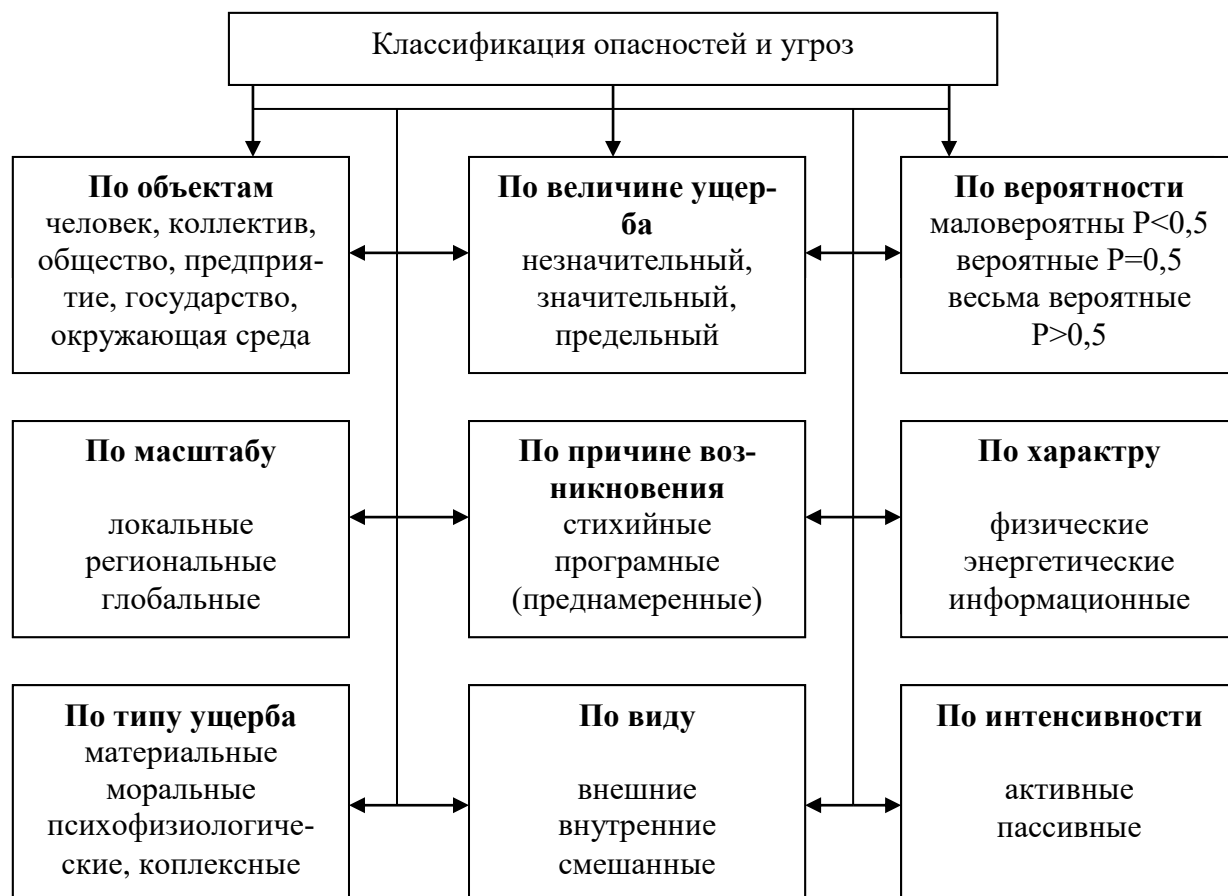 Классификация опасностей и угроз
По объектам
человек, коллектив,
общество, предприя-
тие, государство,
окружающая среда
По величине ущер-
ба
незначительный,
значительный,
предельный
По вероятности
маловероятны P<0,5
вероятные P=0,5
весьма вероятные
P>0,5
По масштабу
локальные
региональные
глобальные
По причине воз-
никновения
стихийные
програмные
(преднамеренные)
По характру
физические
энергетические
информационные
По типу ущерба
материальные
моральные
психофизиологиче-
ские, коплексные
По виду
внешние
внутренние
смешанные
По интенсивности
активные
пассивные